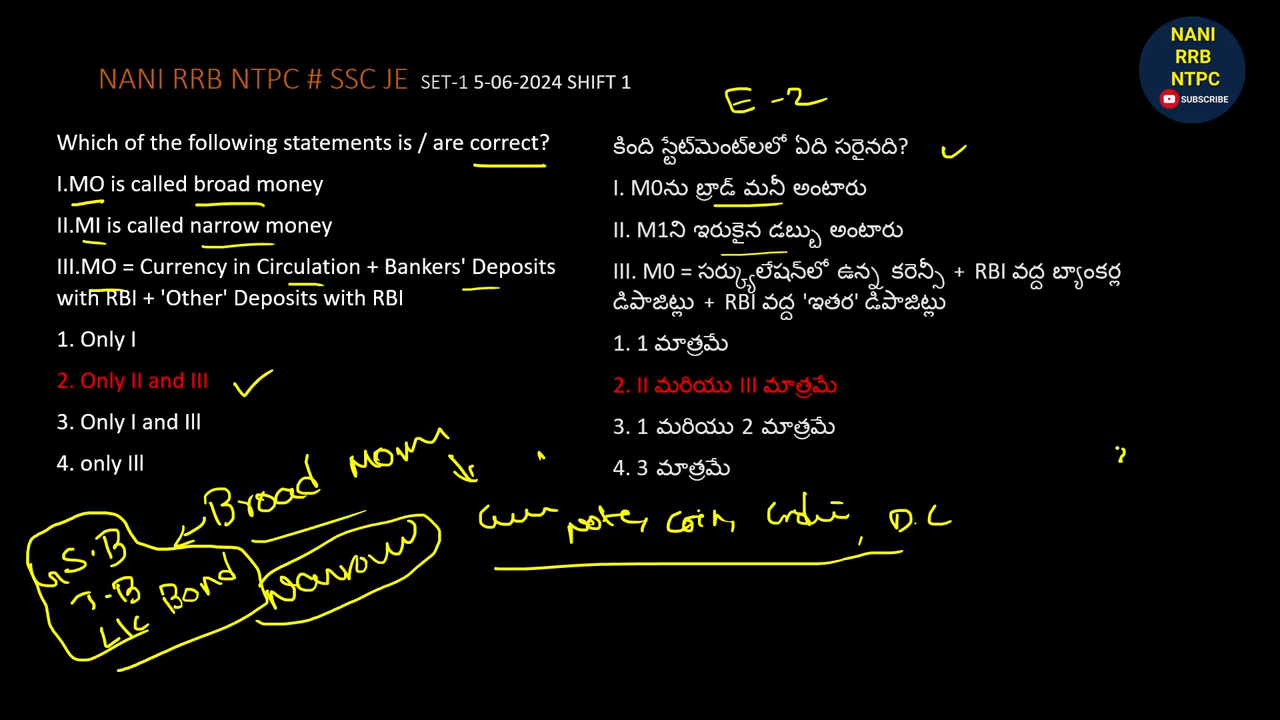 NANI
RRB
NTPC
SUBSCRIBE
NANI RRB NTPC # SSC JE SET-1 5-06-2024 SHIFT 1
E-2
Which of the following statements is / are correct?
I.MO is called broad money
II.MI is called narrow money
III.MO = Currency in Circulation + Bankers' Deposits
with RBI + 'Other' Deposits with RBI
1. Only I
2. Only II and III
3. Only I and Ill
4. only Ill
కింది స్టేట్‌మెంట్‌లలో ఏది సరైనది?
I. M0ను బ్రాడ్ మనీ అంటారు
II. M1ని ఇరుకైన డబ్బు అంటారు
III. M0 = సర్క్యులేషన్‌లో ఉన్న కరెన్సీ + RBI వద్ద బ్యాంకర్ల
డిపాజిట్లు + RBI వద్ద 'ఇతర' డిపాజిట్లు
1. 1 మాత్రమే
2. II మరియు III మాత్రమే
3. 1 మరియు 2 మాత్రమే
4. 3 మాత్రమే
Broad
notes, coin, D.C
S.B
T-B
Bond
LIC
Narrow